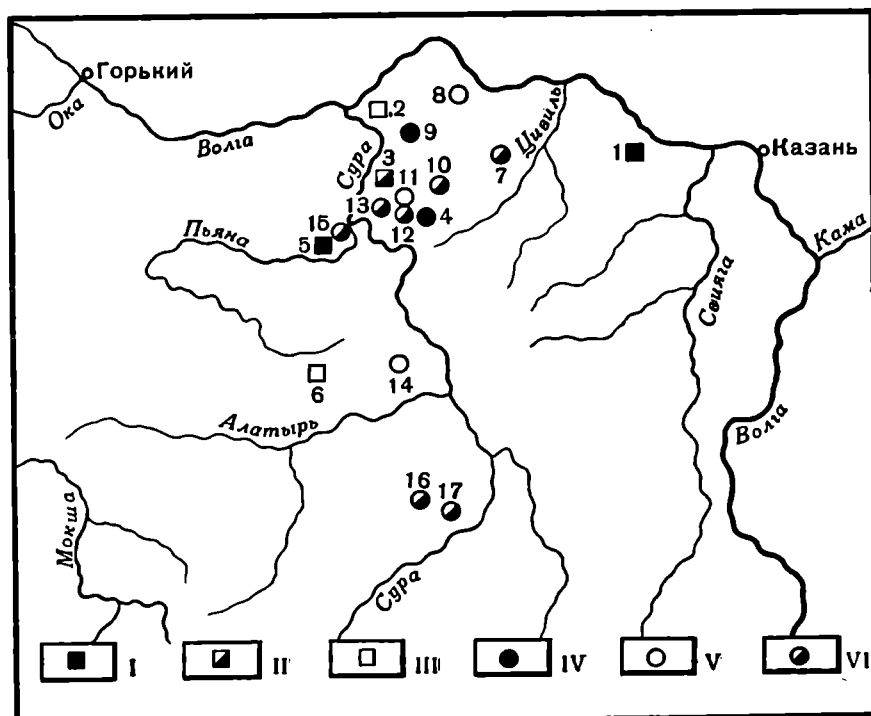 Горький
Ока
Волга
Сура
.2
8
9
Цивиль
1
Казань
3
10
7
11
13
12
4
Кама
15
Пьяна
5
Свияга
6
14
Алатырь
Волга
16
17
Мокша
Сура
I
II
III
IV
V
VI